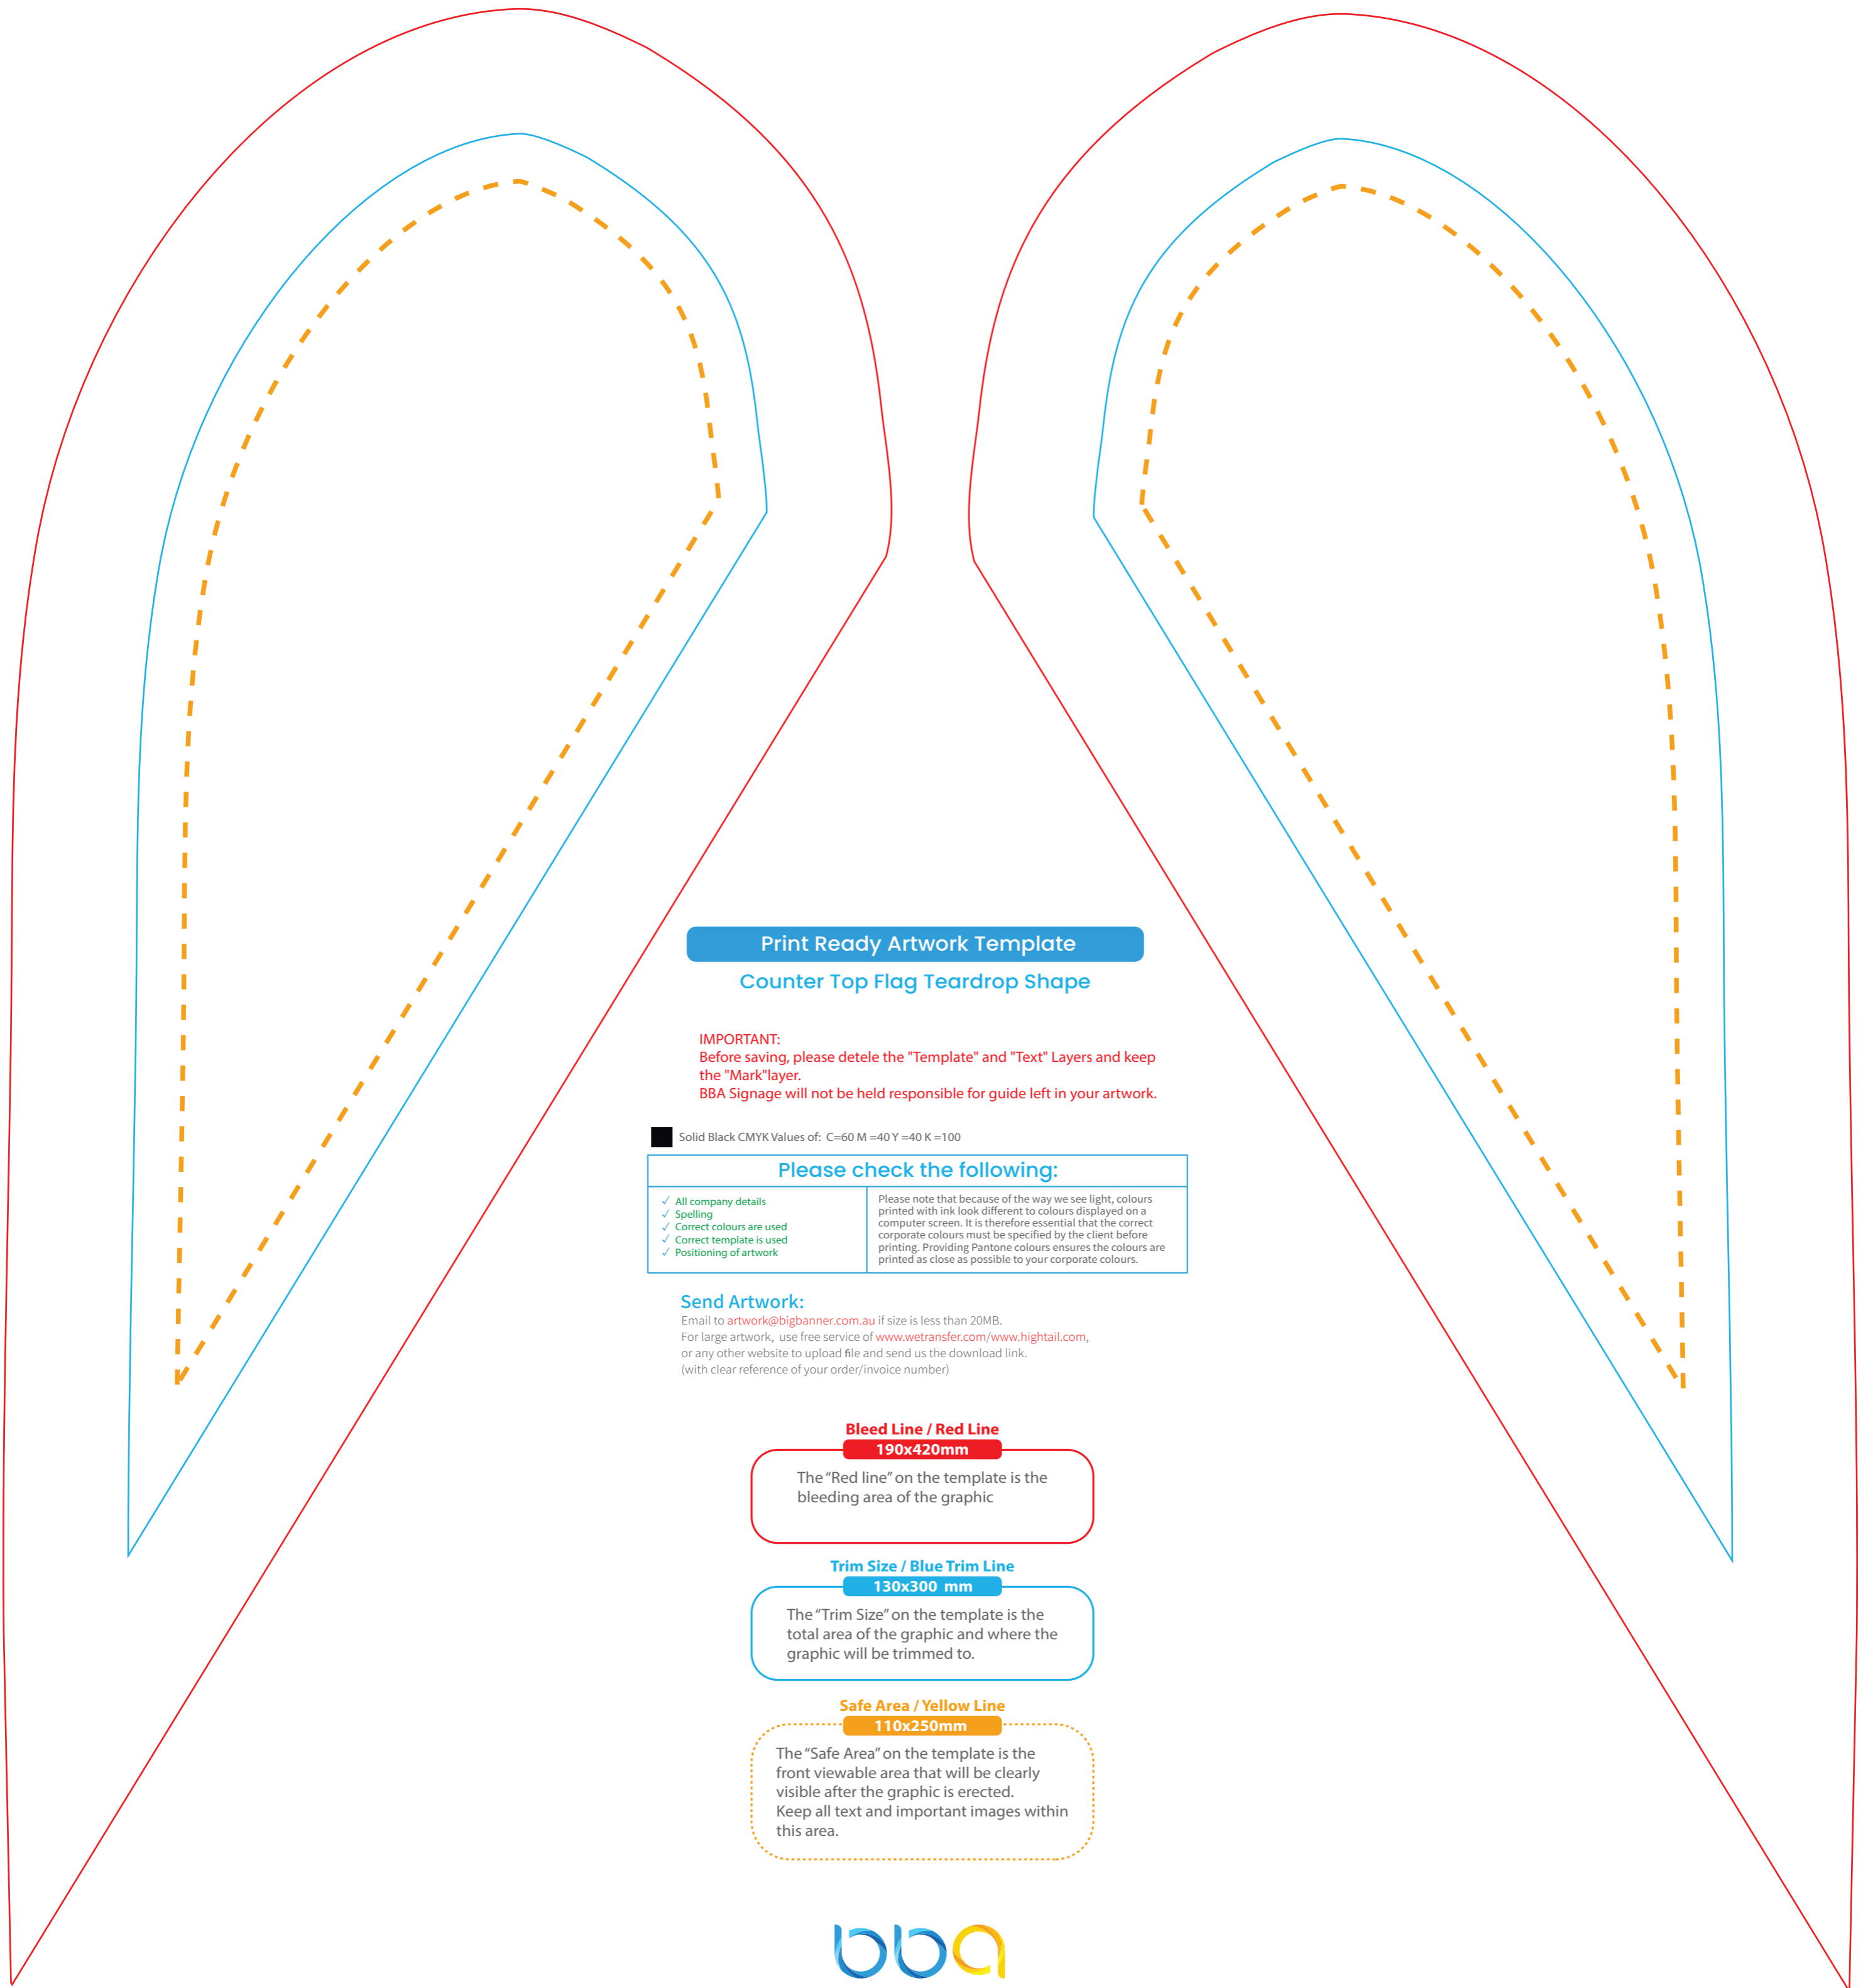 Print Ready Artwork Template
Counter Top Flag Teardrop Shape
IMPORTANT:
Before saving, please detele the "Template" and "Text" Layers and keep
the "Mark"layer.
BBA Signage will not be held responsible for guide left in your artwork.
Solid Black CMYK Values of: C=60 M =40 Y =40 K =100
Please check the following:
✓ All company details
✓ Spelling
✓ Correct colours are used
✓ Correct template is used
✓ Positioning of artwork
Please note that because of the way we see light, colours
printed with ink look different to colours displayed on a
computer screen. It is therefore essential that the correct
corporate colours must be specified by the client before
printing. Providing Pantone colours ensures the colours are
printed as close as possible to your corporate colours.
Send Artwork:
Email to artwork@bigbanner.com.au if size is less than 20MB.
For large artwork, use free service of www.wetransfer.com/www.hightail.com,
or any other website to upload file and send us the download link.
(with clear reference of your order/invoice number)
Bleed Line / Red Line
190x420mm
The “Red line” on the template is the
bleeding area of the graphic
Trim Size / Blue Trim Line
130x300 mm
The “Trim Size” on the template is the
total area of the graphic and where the
graphic will be trimmed to.
Safe Area / Yellow Line
110x250mm
The “Safe Area” on the template is the
front viewable area that will be clearly
visible after the graphic is erected.
Keep all text and important images within
this area.
bba